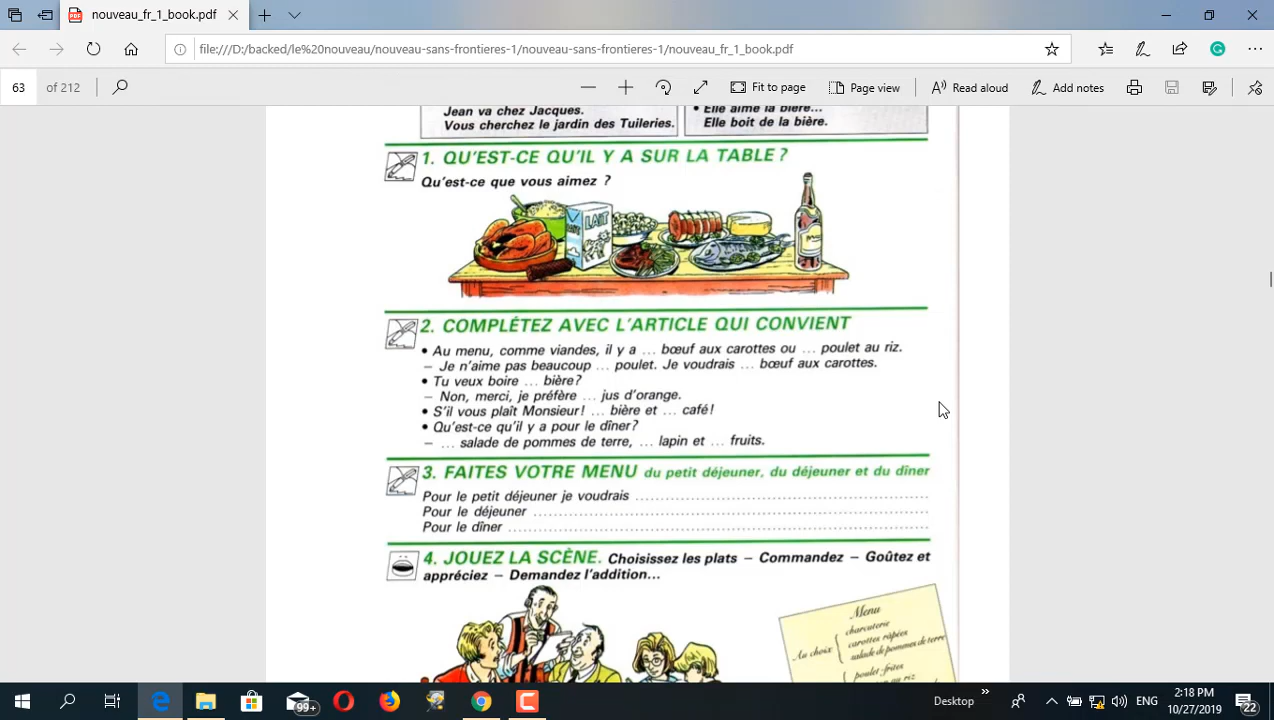 nouveau_fr_1_book.pdf
file:///D:/backed/le%20nouveau/nouveau-sans-frontieres-1/nouveau-sans-frontieres-1/nouveau_fr_1_book.pdf
63 of 212
Fit to page
Page view
Read aloud
Add notes
Jean va chez Jacques.
Vous cherchez le jardin des Tuileries.
• Elle aime la bière...
Elle boit de la bière.
1. QU'EST-CE QU'IL Y A SUR LA TABLE ?
Qu'est-ce que vous aimez ?
LAIT
2. COMPLÉTEZ AVEC L'ARTICLE QUI CONVIENT
• Au menu, comme viandes, il y a ... bœuf aux carottes ou ... poulet au riz.
– Je n'aime pas beaucoup ... poulet. Je voudrais ... bœuf aux carottes.
• Tu veux boire ... bière ?
– Non, merci, je préfère ... jus d'orange.
• S'il vous plaît Monsieur ! ... bière et ... café !
• Qu'est-ce qu'il y a pour le dîner ?
– ... salade de pommes de terre, ... lapin et ... fruits.
3. FAITES VOTRE MENU du petit déjeuner, du déjeuner et du dîner
Pour le petit déjeuner je voudrais ........................................
Pour le déjeuner ........................................
Pour le dîner ........................................
4. JOUEZ LA SCÈNE. Choisissez les plats – Commandez – Goûtez et
appréciez – Demandez l'addition...
Menu
Au choix
charcuterie
carottes râpées
salade de pommes de terre
poulet-frites
au riz
99+
Desktop
ENG
2:18 PM
10/27/2019
22